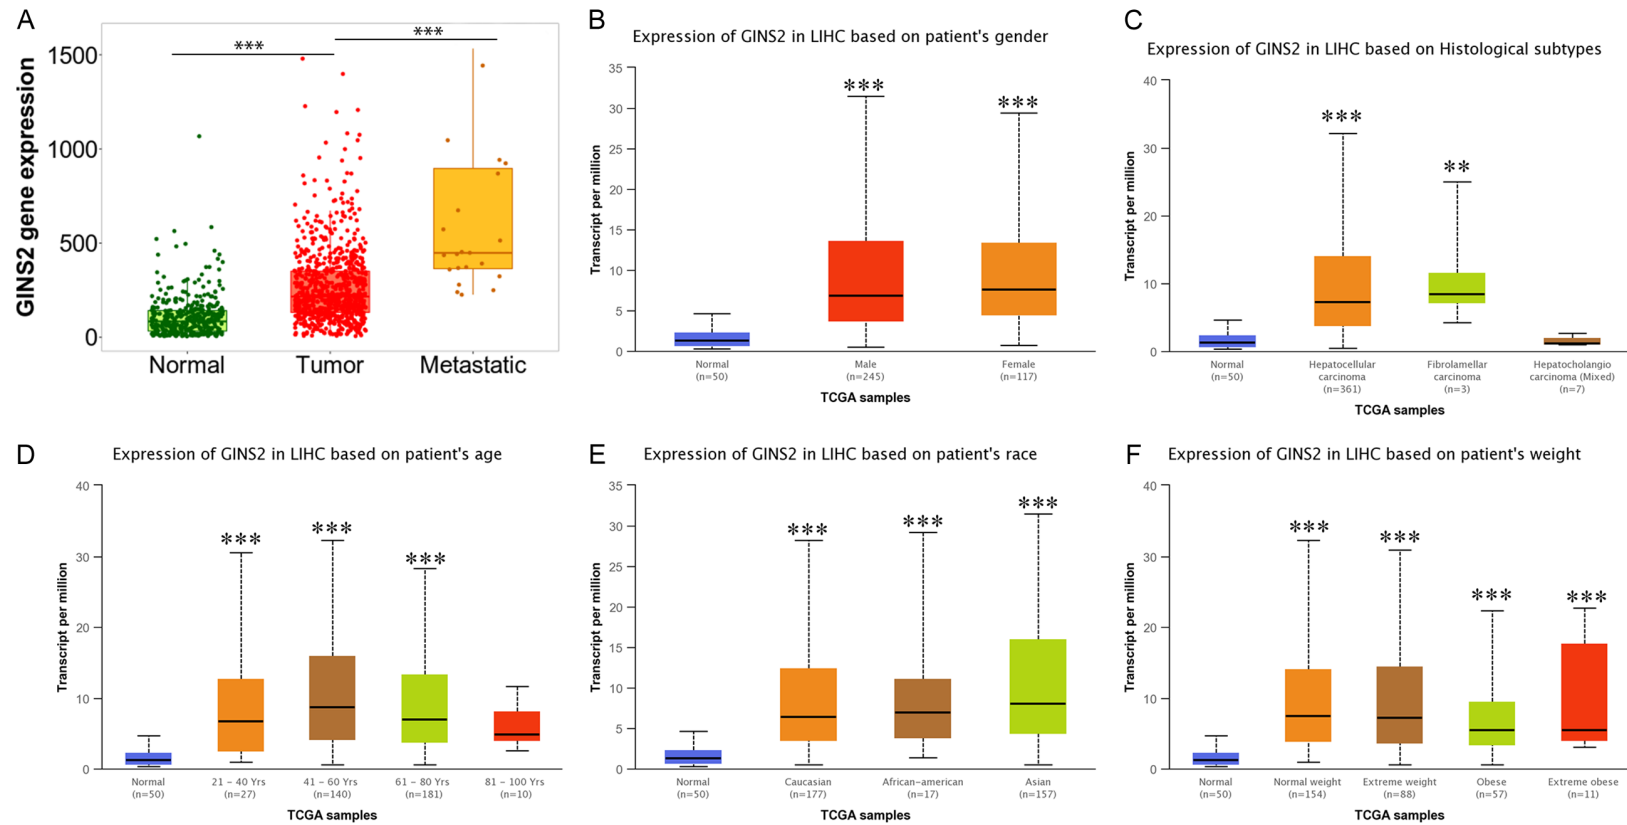 A
GINS2 gene expression
1500
1000
500
0
***
***
Normal
Tumor
Metastatic
B
Expression of GINS2 in LIHC based on patient's gender
Transcript per million
35
30
25
20
15
10
5
0
***
***
Normal
(n=50)
Male
(n=245)
Female
(n=117)
TCGA samples
C
Expression of GINS2 in LIHC based on Histological subtypes
Transcript per million
40
30
20
10
0
***
**
Normal
(n=50)
Hepatocellular
carcinoma
(n=361)
Fibrolamellar
carcinoma
(n=3)
Hepatocholangio
carcinoma (Mixed)
(n=7)
TCGA samples
D
Expression of GINS2 in LIHC based on patient's age
Transcript per million
40
30
20
10
0
***
***
***
Normal
(n=50)
21 - 40 Yrs
(n=27)
41 - 60 Yrs
(n=140)
61 - 80 Yrs
(n=181)
81 - 100 Yrs
(n=10)
TCGA samples
E
Expression of GINS2 in LIHC based on patient's race
Transcript per million
35
30
25
20
15
10
5
0
***
***
***
Normal
(n=50)
Caucasian
(n=177)
African-american
(n=17)
Asian
(n=157)
TCGA samples
F
Expression of GINS2 in LIHC based on patient's weight
Transcript per million
40
30
20
10
0
***
***
***
***
Normal
(n=50)
Normal weight
(n=154)
Extreme weight
(n=88)
Obese
(n=57)
Extreme obese
(n=11)
TCGA samples